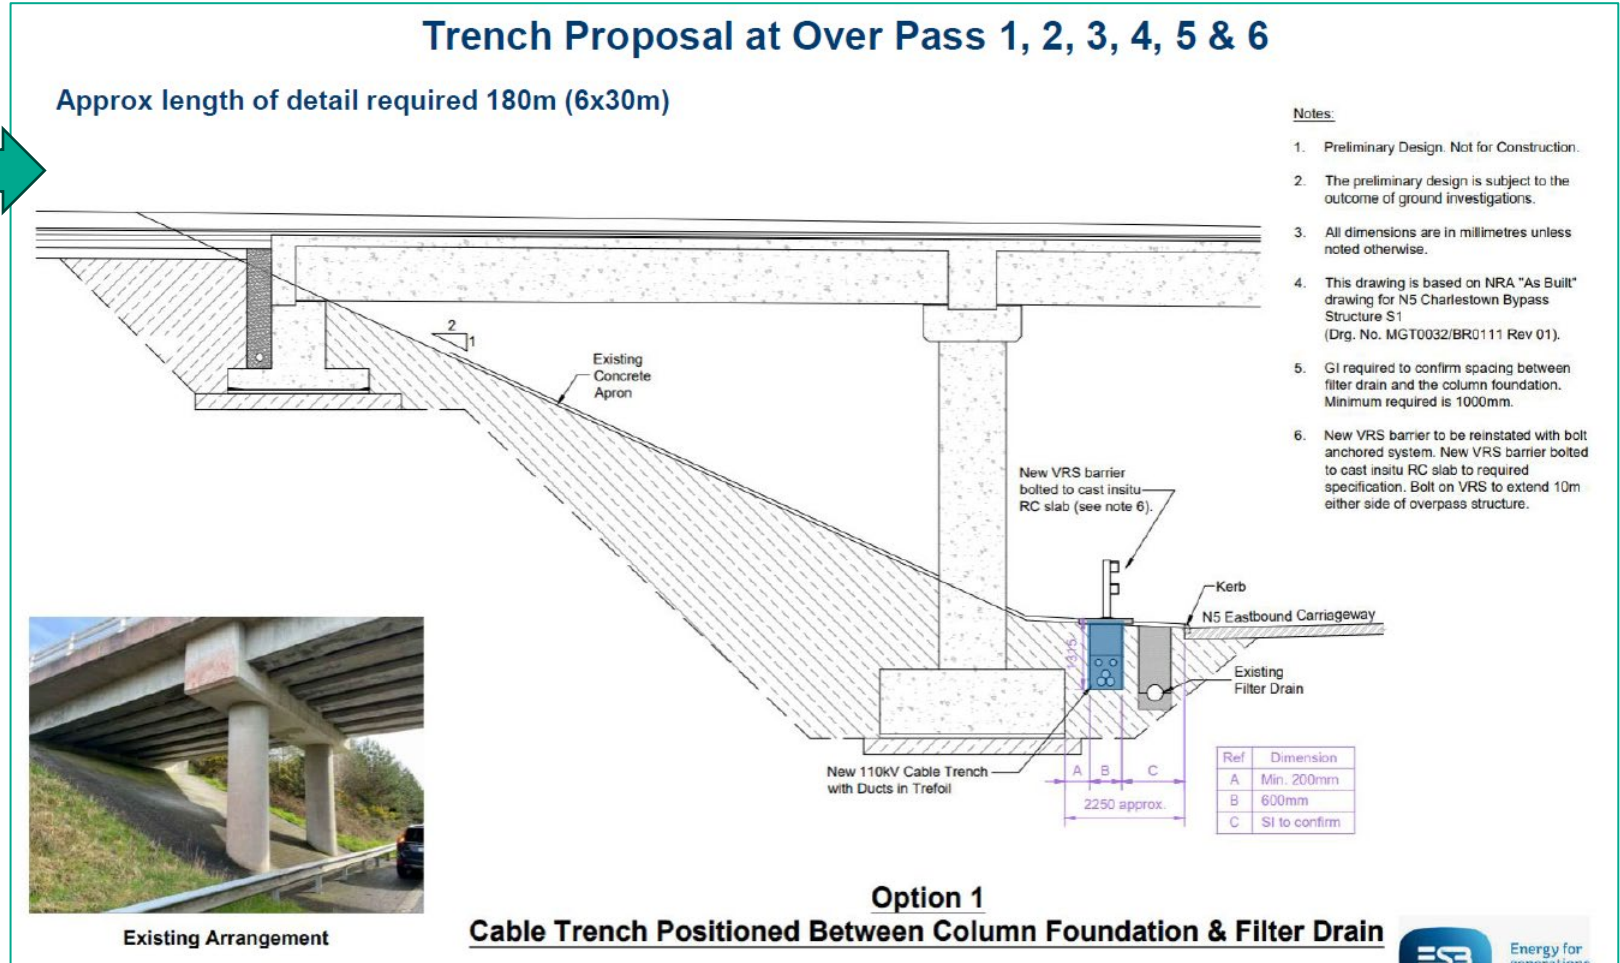 Trench Proposal at Over Pass 1, 2, 3, 4, 5 & 6
Approx length of detail required 180m (6x30m)
Notes:
1. Preliminary Design. Not for Construction.
2. The preliminary design is subject to the
outcome of ground investigations.
3. All dimensions are in millimetres unless
noted otherwise.
4. This drawing is based on NRA "As Built"
drawing for N5 Charlestown Bypass
Structure S1
(Drg. No. MGT0032/BR0111 Rev 01).
5. GI required to confirm spacing between
filter drain and the column foundation.
Minimum required is 1000mm.
6. New VRS barrier to be reinstated with bolt
anchored system. New VRS barrier bolted
to cast insitu RC slab to required
specification. Bolt on VRS to extend 10m
either side of overpass structure.
2
1
Existing
Concrete
Apron
New VRS barrier
bolted to cast insitu
RC slab (see note 6).
Kerb
N5 Eastbound Carriageway
1315
Existing
Filter Drain
New 110kV Cable Trench
with Ducts in Trefoil
A B C
2250 approx.
Ref Dimension
A Min. 200mm
B 600mm
C SI to confirm
Existing Arrangement
Option 1
Cable Trench Positioned Between Column Foundation & Filter Drain
ESB
Energy for
generations